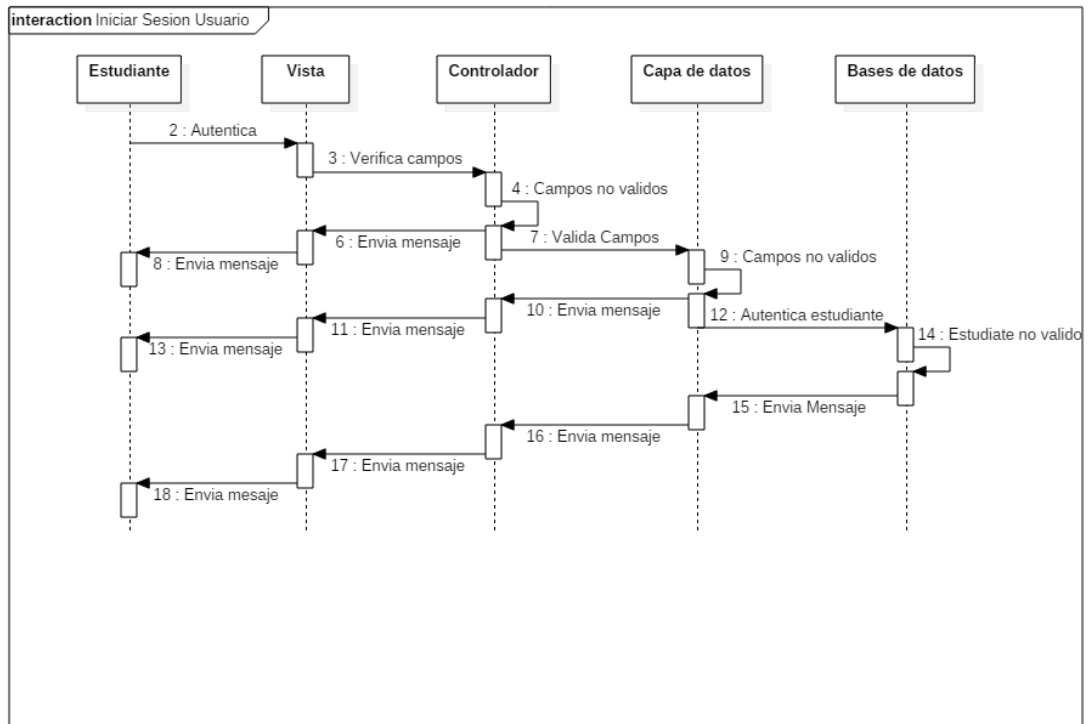 interaction Iniciar Sesion Usuario
Estudiante
Vista
Controlador
Capa de datos
Bases de datos
2 : Autentica
3 : Verifica campos
4 : Campos no validos
6 : Envia mensaje
7 : Valida Campos
8 : Envia mensaje
9 : Campos no validos
10 : Envia mensaje
11 : Envia mensaje
12 : Autentica estudiante
13 : Envia mensaje
14 : Estudiate no valido
15 : Envia Mensaje
16 : Envia mensaje
17 : Envia mensaje
18 : Envia mesaje